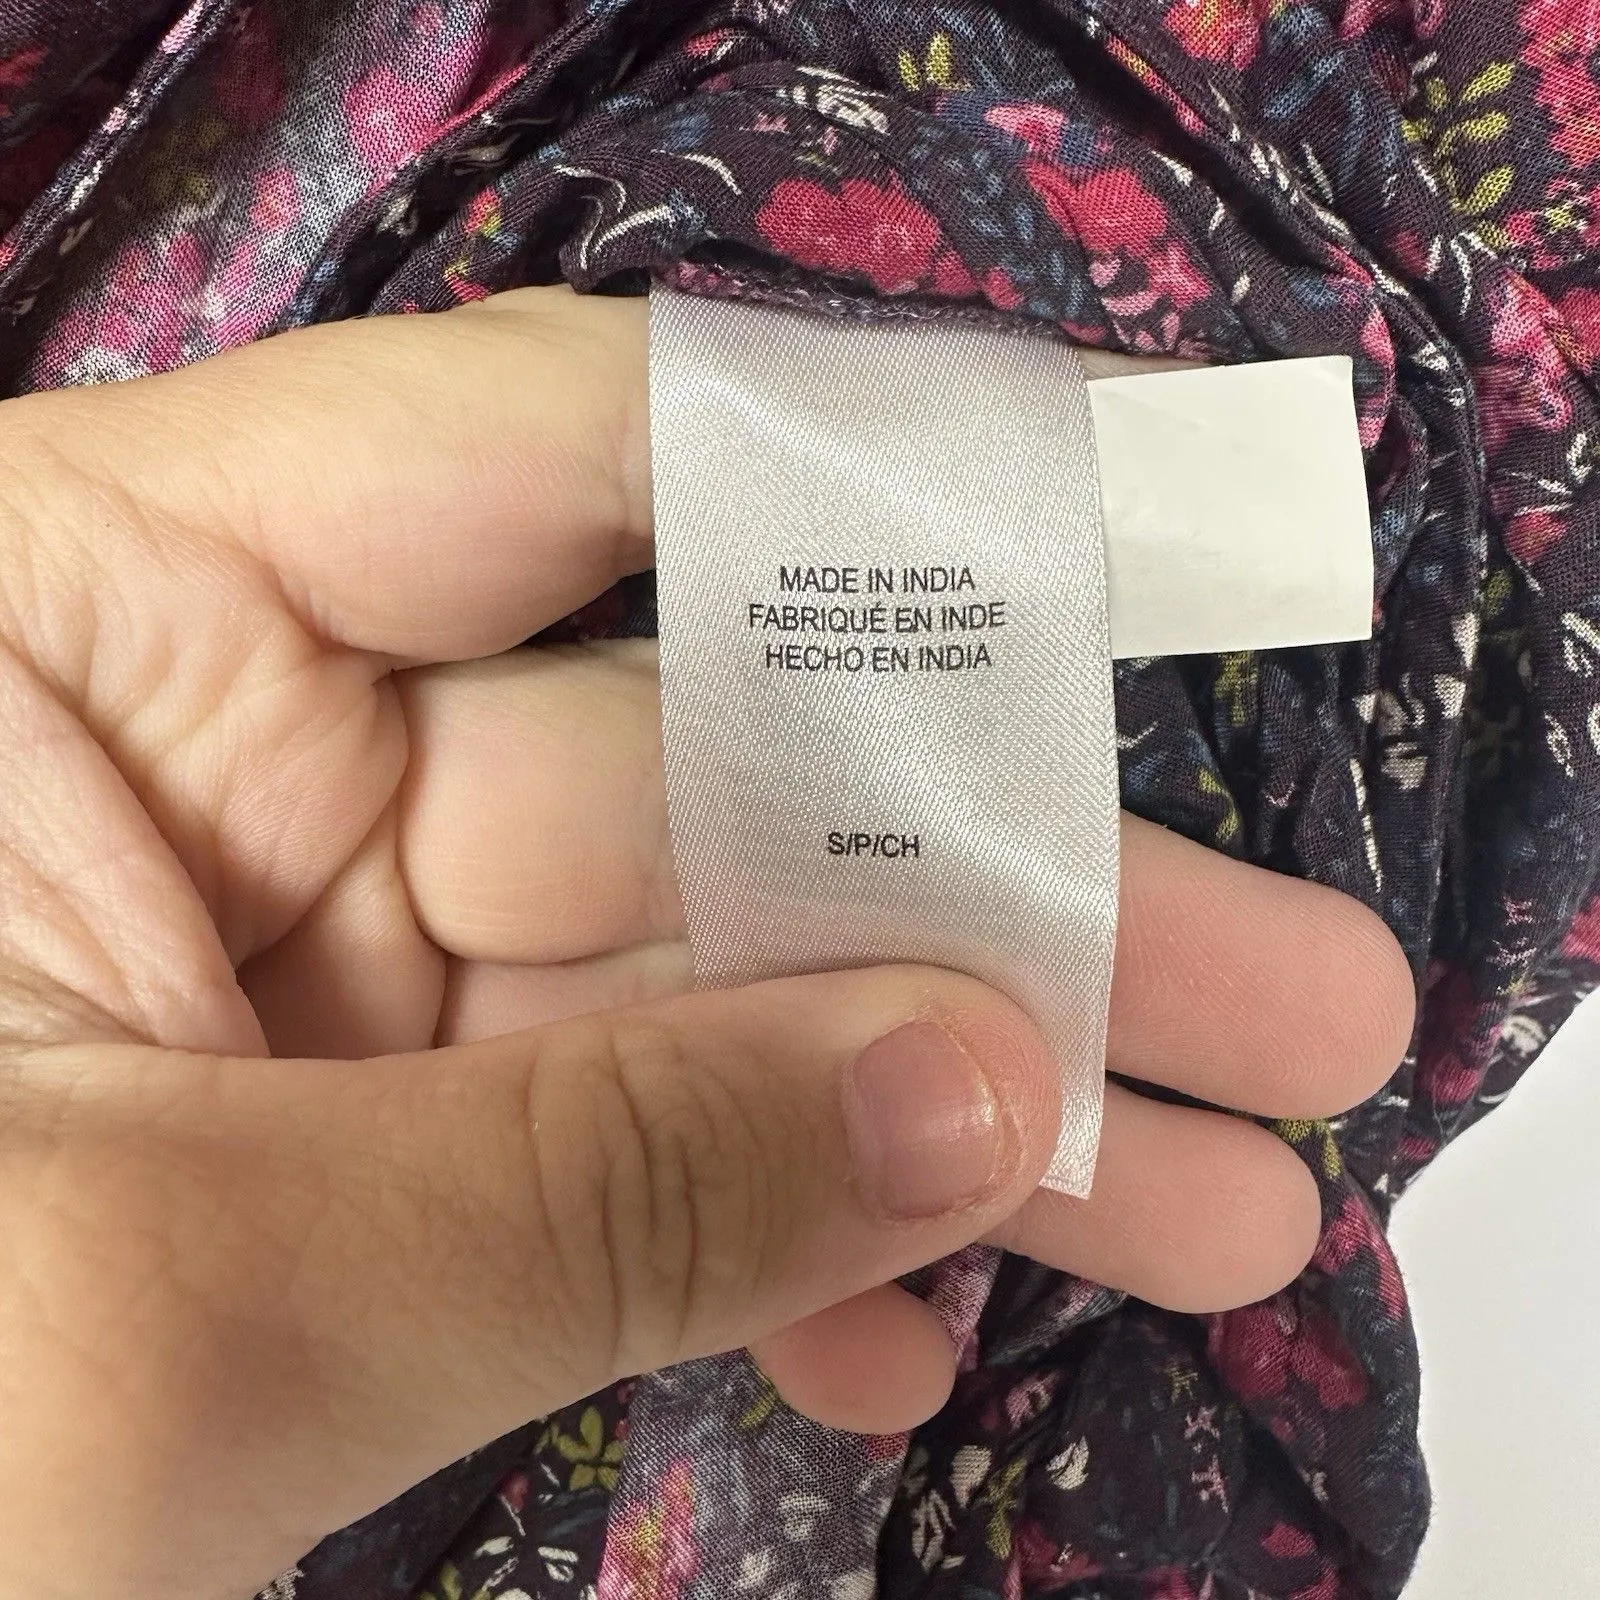 MADE IN INDIA
FABRIQUÉ EN INDE
HECHO EN INDIA
S/P/CH